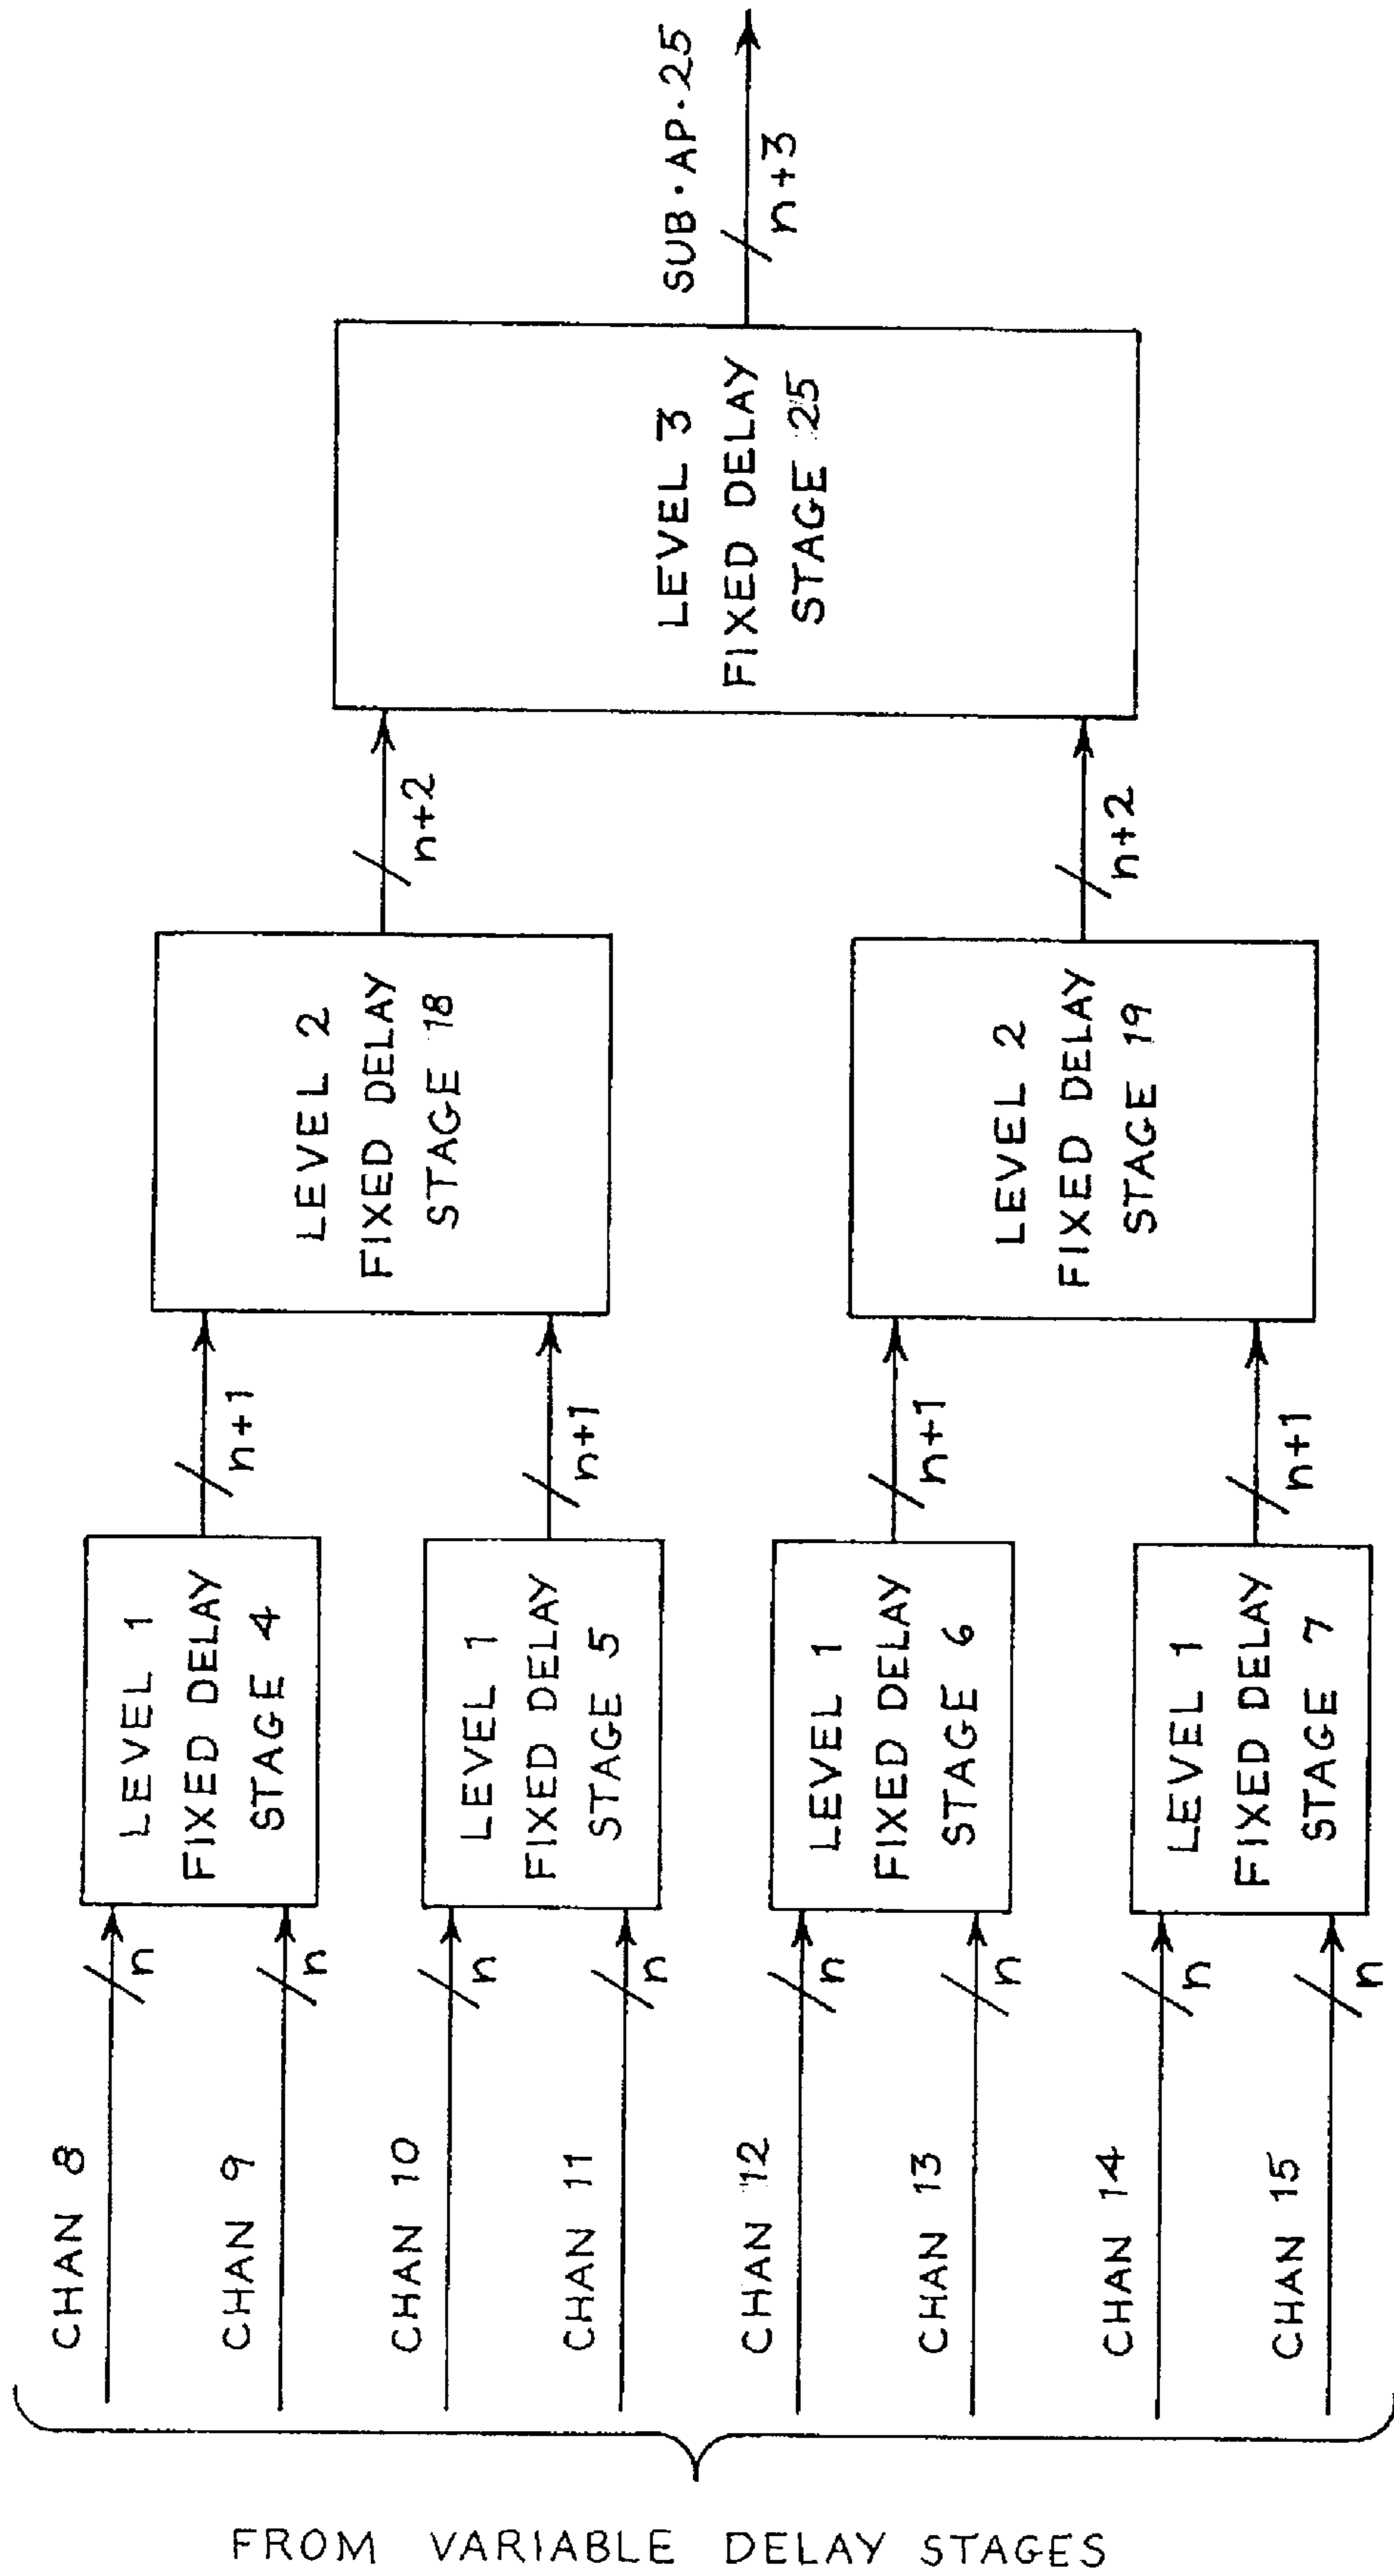 FROM VARIABLE DELAY STAGES
CHAN 8
n
CHAN 9
n
CHAN 10
n
CHAN 11
n
CHAN 12
n
CHAN 13
n
CHAN 14
n
CHAN 15
n
LEVEL 1
FIXED DELAY
STAGE 4
n+1
LEVEL 1
FIXED DELAY
STAGE 5
n+1
LEVEL 1
FIXED DELAY
STAGE 6
n+1
LEVEL 1
FIXED DELAY
STAGE 7
n+1
LEVEL 2
FIXED DELAY
STAGE 18
n+2
LEVEL 2
FIXED DELAY
STAGE 19
n+2
LEVEL 3
FIXED DELAY
STAGE 25
SUB·AP·25
n+3